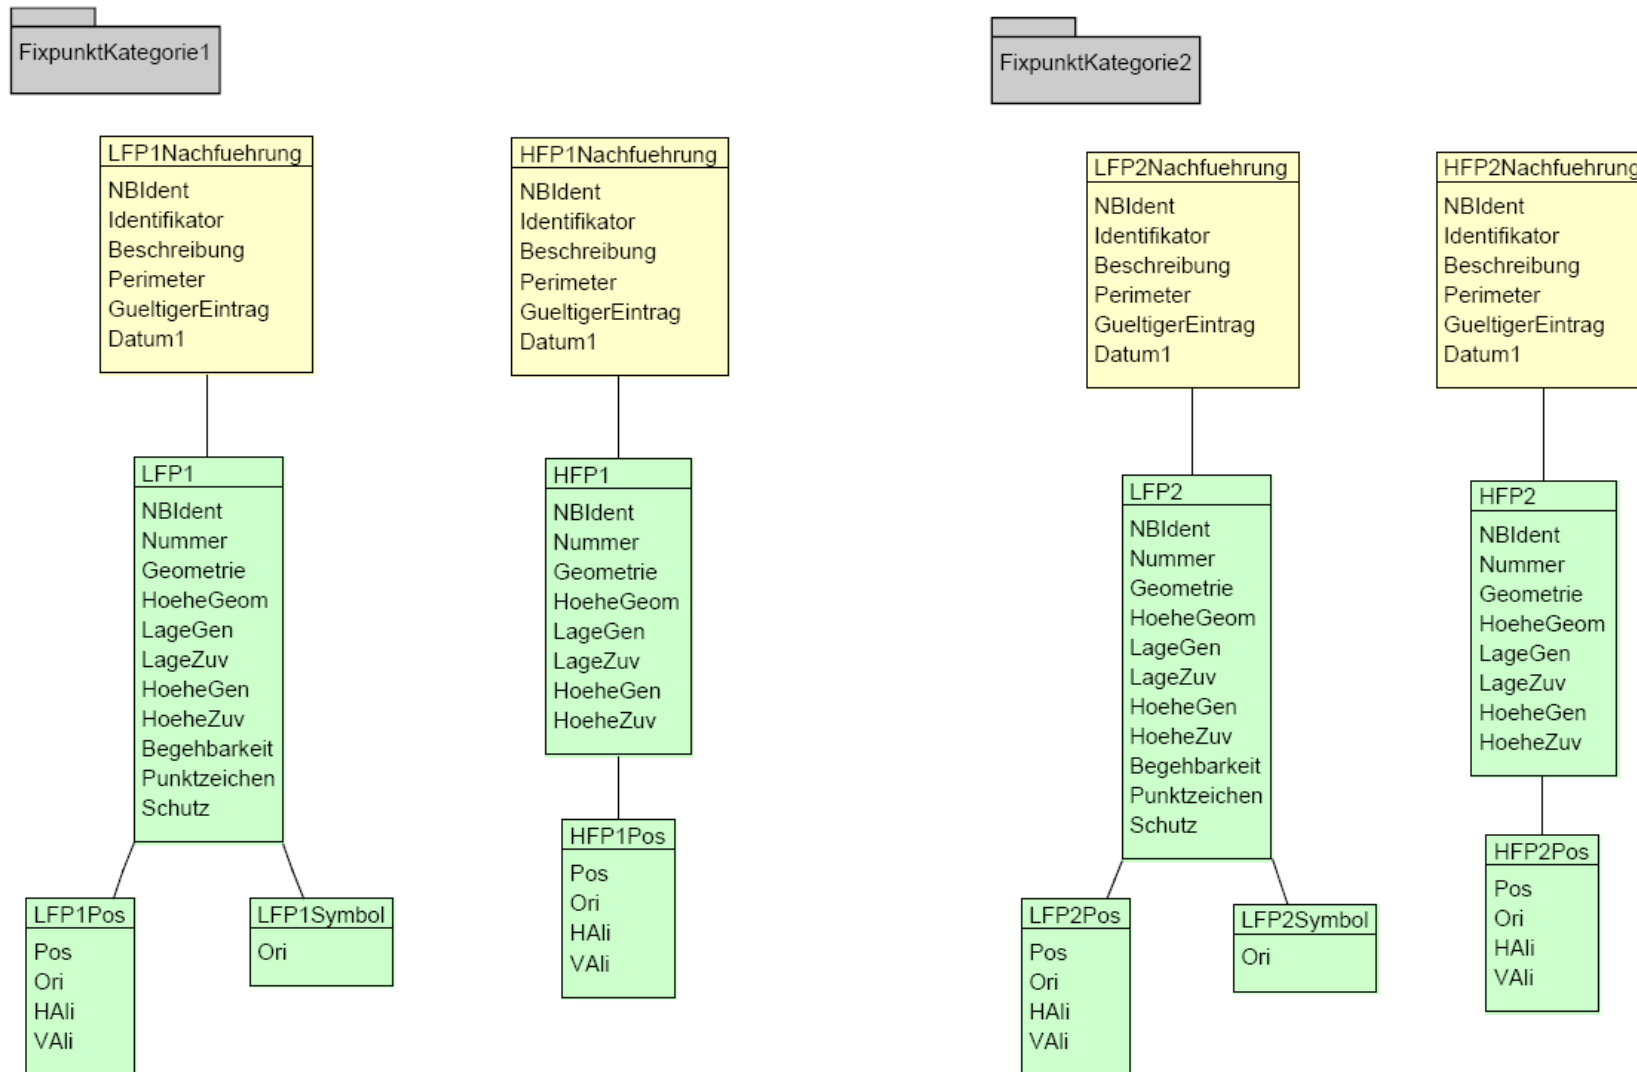 FixpunktKategorie1
LFP1Nachfuehrung
NBIdent
Identifikator
Beschreibung
Perimeter
GueltigerEintrag
Datum1
HFP1Nachfuehrung
NBIdent
Identifikator
Beschreibung
Perimeter
GueltigerEintrag
Datum1
LFP1
NBIdent
Nummer
Geometrie
HoeheGeom
LageGen
LageZuv
HoeheGen
HoeheZuv
Begehbarkeit
Punktzeichen
Schutz
HFP1
NBIdent
Nummer
Geometrie
HoeheGeom
LageGen
LageZuv
HoeheGen
HoeheZuv
LFP1Pos
Pos
Ori
HAli
VAli
LFP1Symbol
Ori
HFP1Pos
Pos
Ori
HAli
VAli
FixpunktKategorie2
LFP2Nachfuehrung
NBIdent
Identifikator
Beschreibung
Perimeter
GueltigerEintrag
Datum1
HFP2Nachfuehrung
NBIdent
Identifikator
Beschreibung
Perimeter
GueltigerEintrag
Datum1
LFP2
NBIdent
Nummer
Geometrie
HoeheGeom
LageGen
LageZuv
HoeheGen
HoeheZuv
Begehbarkeit
Punktzeichen
Schutz
HFP2
NBIdent
Nummer
Geometrie
HoeheGeom
LageGen
LageZuv
HoeheGen
HoeheZuv
LFP2Pos
Pos
Ori
HAli
VAli
LFP2Symbol
Ori
HFP2Pos
Pos
Ori
HAli
VAli